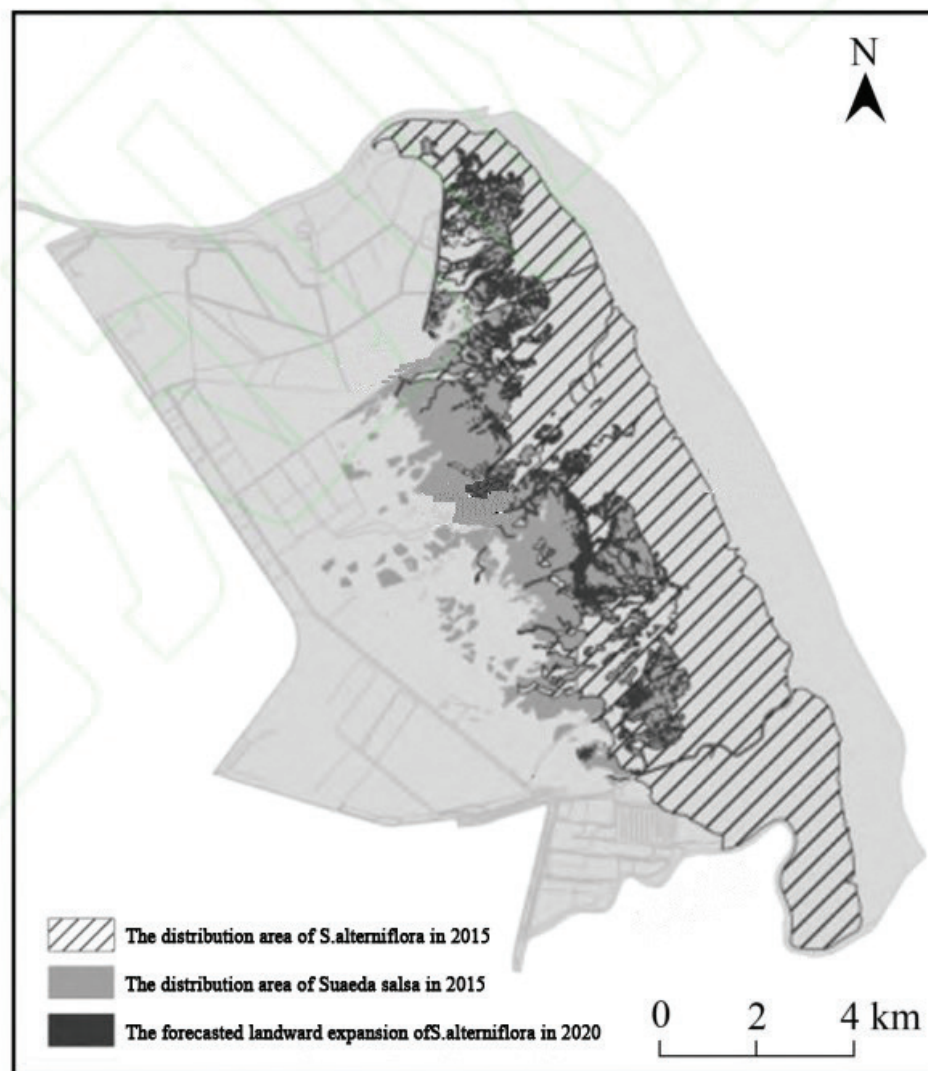 N
The distribution area of S.alterniflora in 2015
The distribution area of Suaeda salsa in 2015
The forecasted landward expansion ofS.alterniflora in 2020
0 2 4 km